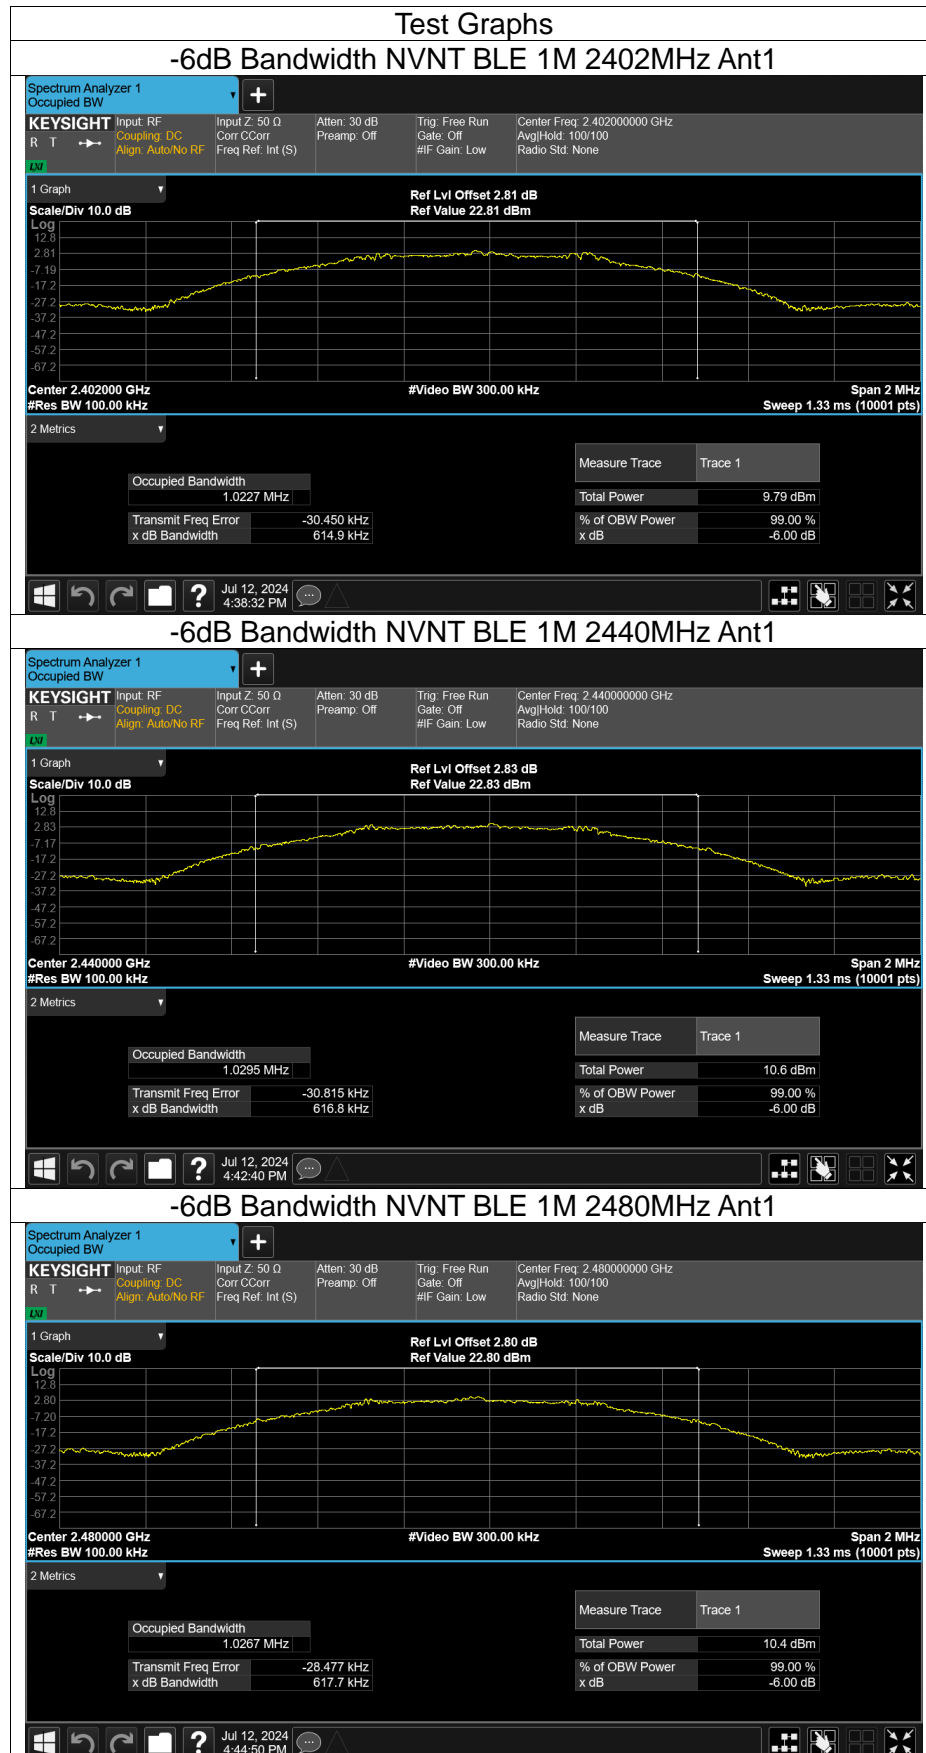 Test Graphs
-6dB Bandwidth NVNT BLE 1M 2402MHz Ant1
Spectrum Analyzer 1
Occupied BW
KEYSIGHT Input: RF Input Z: 50 Ω Atten: 30 dB Trig: Free Run Center Freq: 2.402000000 GHz
R T Coupling: DC Corr CCorr Preamp: Off Gate: Off Avg|Hold: 100/100
Align: Auto/No RF Freq Ref: Int (S) #IF Gain: Low Radio Std: None
LXI
1 Graph
Ref Lvl Offset 2.81 dB
Scale/Div 10.0 dB Ref Value 22.81 dBm
Log
12.8
2.81
-7.19
-17.2
-27.2
-37.2
-47.2
-57.2
-67.2
Center 2.402000 GHz #Video BW 300.00 kHz Span 2 MHz
#Res BW 100.00 kHz Sweep 1.33 ms (10001 pts)
2 Metrics
Measure Trace Trace 1
Occupied Bandwidth
1.0227 MHz Total Power 9.79 dBm
Transmit Freq Error -30.450 kHz % of OBW Power 99.00 %
x dB Bandwidth 614.9 kHz x dB -6.00 dB
Jul 12, 2024
4:38:32 PM
-6dB Bandwidth NVNT BLE 1M 2440MHz Ant1
Spectrum Analyzer 1
Occupied BW
KEYSIGHT Input: RF Input Z: 50 Ω Atten: 30 dB Trig: Free Run Center Freq: 2.440000000 GHz
R T Coupling: DC Corr CCorr Preamp: Off Gate: Off Avg|Hold: 100/100
Align: Auto/No RF Freq Ref: Int (S) #IF Gain: Low Radio Std: None
LXI
1 Graph
Ref Lvl Offset 2.83 dB
Scale/Div 10.0 dB Ref Value 22.83 dBm
Log
12.8
2.83
-7.17
-17.2
-27.2
-37.2
-47.2
-57.2
-67.2
Center 2.440000 GHz #Video BW 300.00 kHz Span 2 MHz
#Res BW 100.00 kHz Sweep 1.33 ms (10001 pts)
2 Metrics
Measure Trace Trace 1
Occupied Bandwidth
1.0295 MHz Total Power 10.6 dBm
Transmit Freq Error -30.815 kHz % of OBW Power 99.00 %
x dB Bandwidth 616.8 kHz x dB -6.00 dB
Jul 12, 2024
4:42:40 PM
-6dB Bandwidth NVNT BLE 1M 2480MHz Ant1
Spectrum Analyzer 1
Occupied BW
KEYSIGHT Input: RF Input Z: 50 Ω Atten: 30 dB Trig: Free Run Center Freq: 2.480000000 GHz
R T Coupling: DC Corr CCorr Preamp: Off Gate: Off Avg|Hold: 100/100
Align: Auto/No RF Freq Ref: Int (S) #IF Gain: Low Radio Std: None
LXI
1 Graph
Ref Lvl Offset 2.80 dB
Scale/Div 10.0 dB Ref Value 22.80 dBm
Log
12.8
2.80
-7.20
-17.2
-27.2
-37.2
-47.2
-57.2
-67.2
Center 2.480000 GHz #Video BW 300.00 kHz Span 2 MHz
#Res BW 100.00 kHz Sweep 1.33 ms (10001 pts)
2 Metrics
Measure Trace Trace 1
Occupied Bandwidth
1.0267 MHz Total Power 10.4 dBm
Transmit Freq Error -28.477 kHz % of OBW Power 99.00 %
x dB Bandwidth 617.7 kHz x dB -6.00 dB
Jul 12, 2024
4:44:50 PM